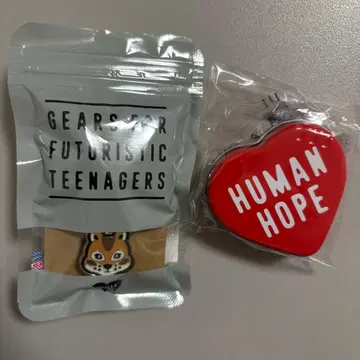 GEARS FOR
FUTURISTIC
TEENAGERS
HUMAN
HOPE